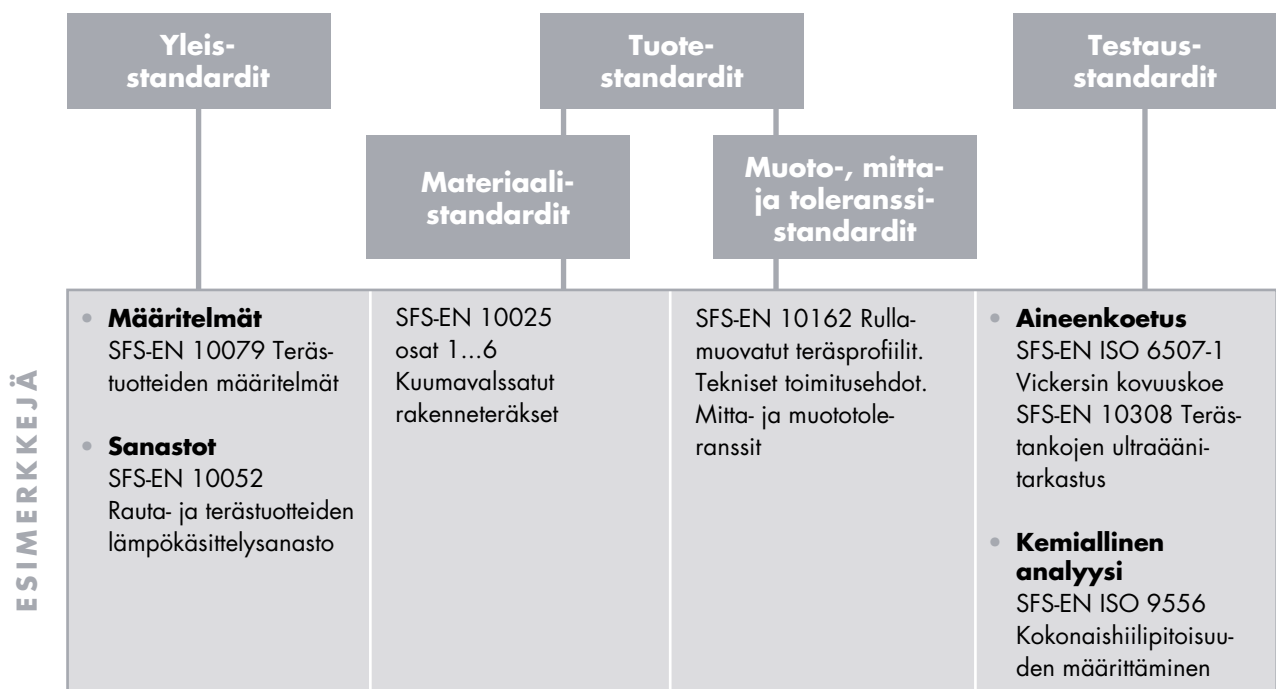 Yleis-
standardit
Tuote-
standardit
Testaus-
standardit
Materiaali-
standardit
Muoto-, mitta-
ja toleranssi-
standardit
ESIMERKKEJÄ
• Määritelmät
SFS-EN 10079 Teräs-
tuotteiden määritelmät
• Sanastot
SFS-EN 10052
Rauta- ja terästuotteiden
lämpökäsittelysanasto
SFS-EN 10025
osat 1...6
Kuumavalssatut
rakenneteräkset
SFS-EN 10162 Rulla-
muovatut teräsprofiilit.
Tekniset toimitusehdot.
Mitta- ja muototole-
ranssit
• Aineenkoetus
SFS-EN ISO 6507-1
Vickersin kovuuskoe
SFS-EN 10308 Teräs-
tankojen ultraääni-
tarkastus
• Kemiallinen
analyysi
SFS-EN ISO 9556
Kokonaishiilipitoisuu-
den määrittäminen